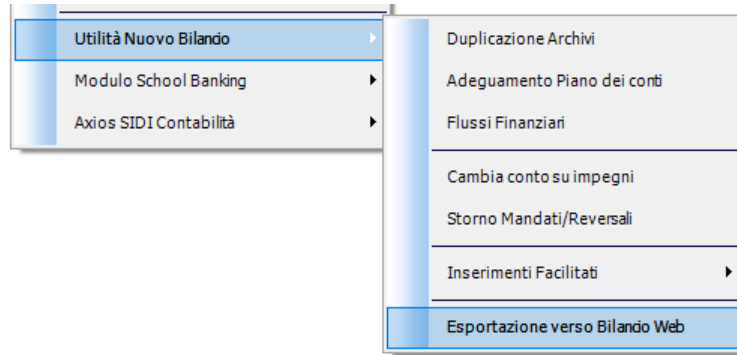 Utilità Nuovo Bilancio
Modulo School Banking
Axios SIDI Contabilità
Duplicazione Archivi
Adeguamento Piano dei conti
Flussi Finanziari
Cambia conto su impegni
Storno Mandati/Reversali
Inserimenti Facilitati
Esportazione verso Bilancio Web